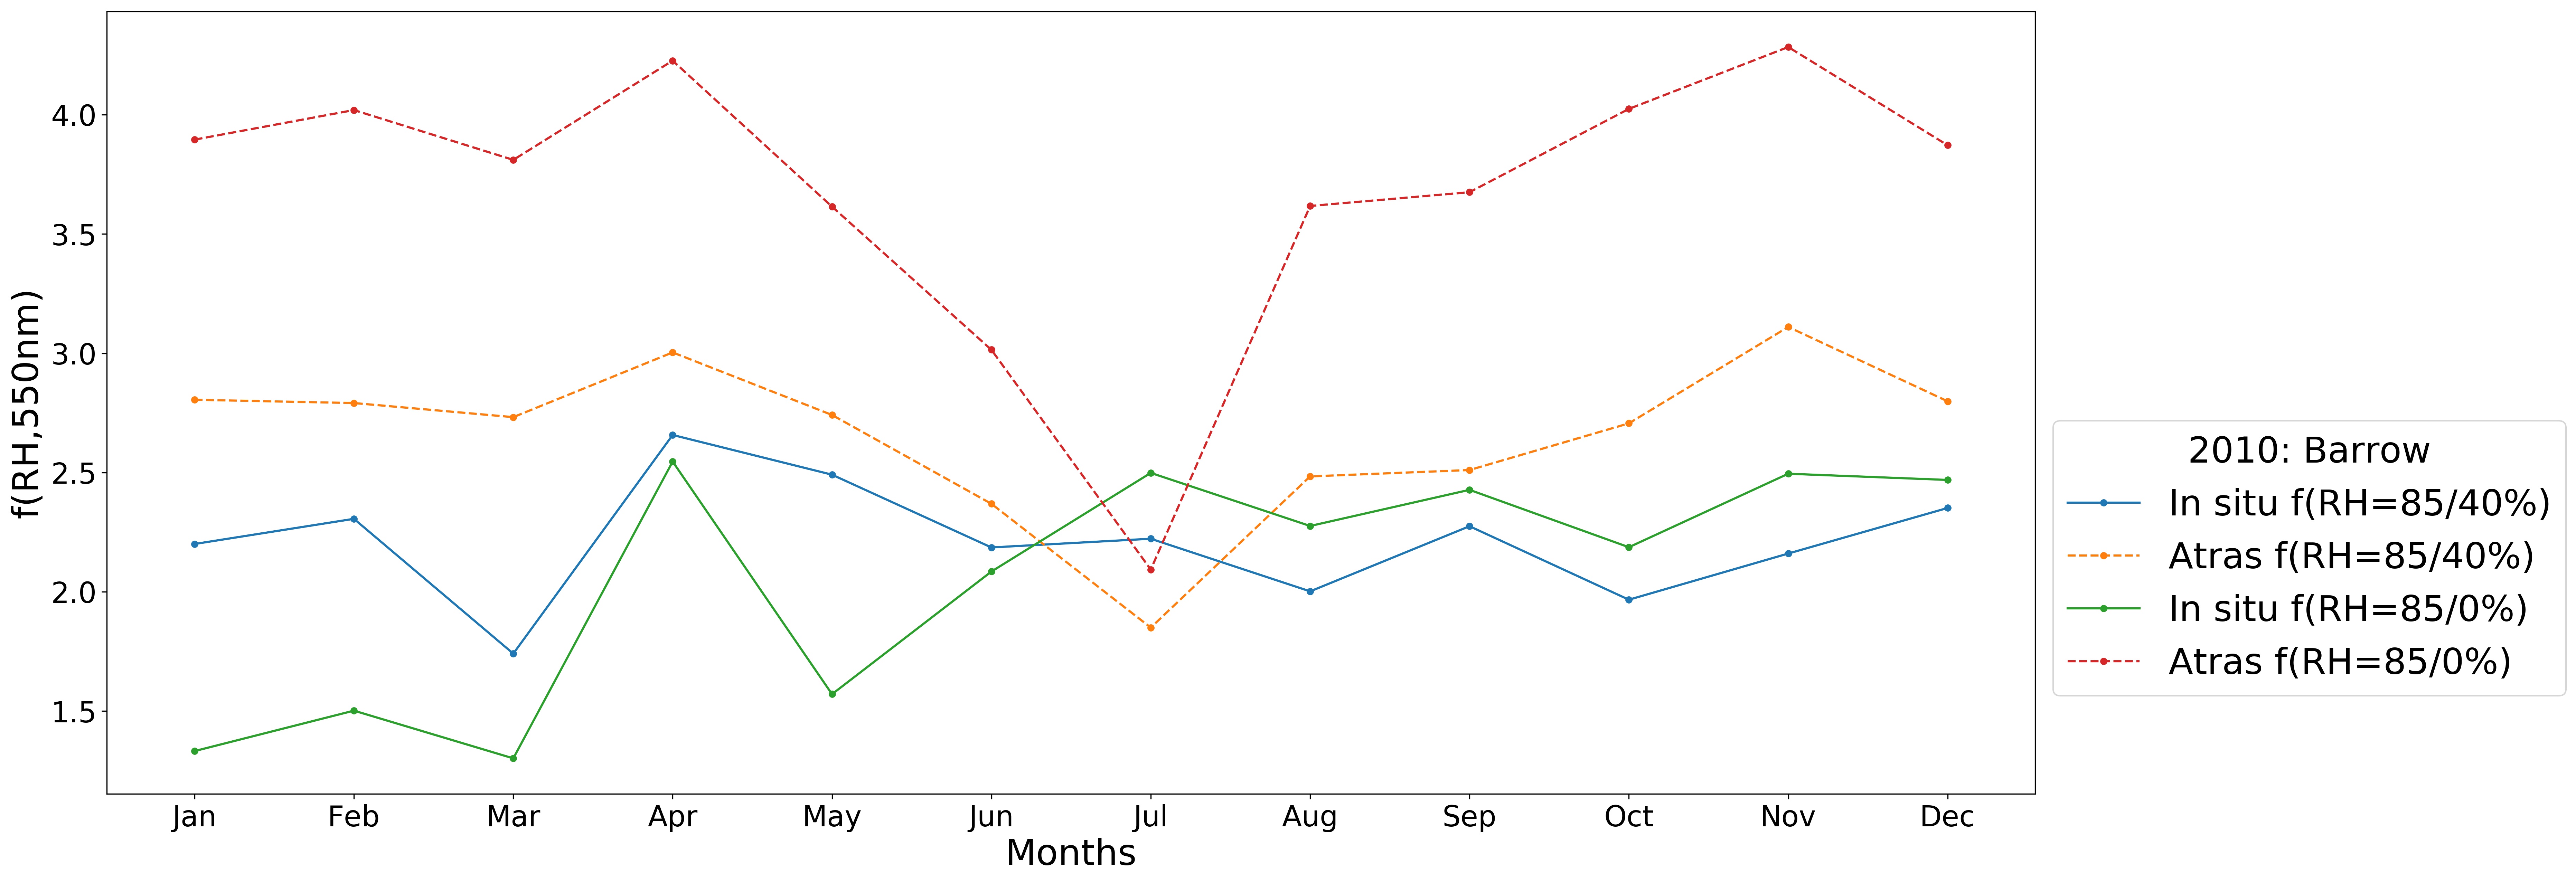 f(RH,550nm)
4.0
3.5
3.0
2.5
2.0
1.5
Jan Feb Mar Apr May Jun Jul Aug Sep Oct Nov Dec
Months
2010: Barrow
In situ f(RH=85/40%)
Atras f(RH=85/40%)
In situ f(RH=85/0%)
Atras f(RH=85/0%)